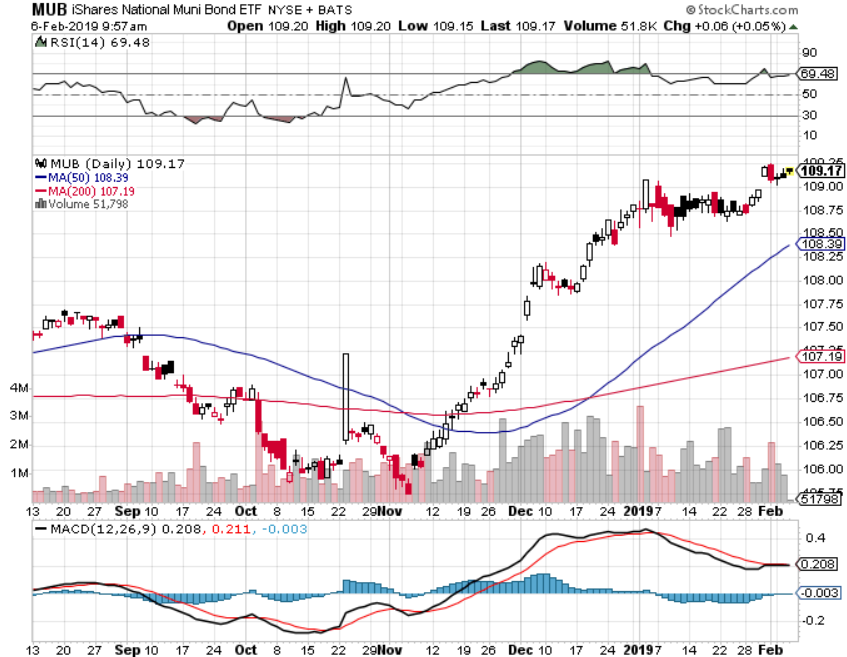 MUB iShares National Muni Bond ETF NYSE + BATS © StockCharts.com
6-Feb-2019 9:57am Open 109.20 High 109.20 Low 109.15 Last 109.17 Volume 51.8K Chg +0.06 (+0.05%)
RSI(14) 69.48
90
69.48
50
30
10
MUB (Daily) 109.17
MA(50) 108.39
MA(200) 107.19
Volume 51,798
109.25
109.17
109.00
108.75
108.50
108.39
108.25
108.00
107.75
107.50
107.25
107.19
107.00
106.75
106.50
106.25
106.00
105.75
51798
4M
3M
2M
1M
13 20 27 Sep 10 17 24 Oct 8 15 22 29 Nov 12 19 26 Dec 10 17 24 2019 7 14 22 28 Feb
MACD(12,26,9) 0.208, 0.211, -0.003
0.4
0.208
-0.003
-0.2
13 20 27 Sep 10 17 24 Oct 8 15 22 29 Nov 12 19 26 Dec 10 17 24 2019 7 14 22 28 Feb